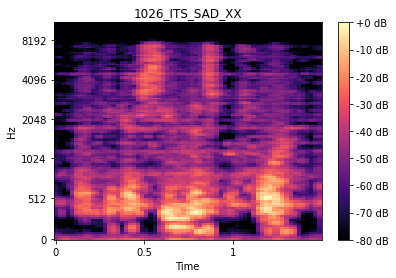 1026_ITS_SAD_XX
8192
4096
2048
1024
512
0
Hz
0
0.5
1
Time
+0 dB
-10 dB
-20 dB
-30 dB
-40 dB
-50 dB
-60 dB
-70 dB
-80 dB